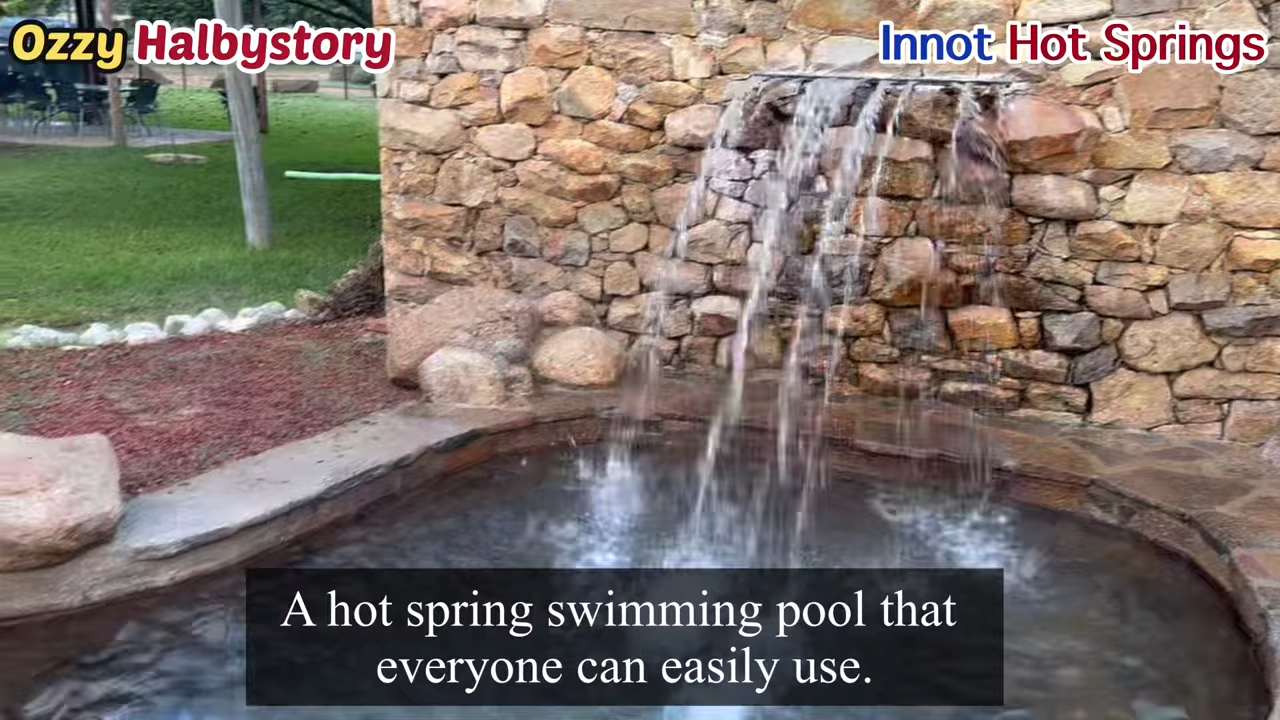 Ozzy Halbystory
Innot Hot Springs
A hot spring swimming pool that
everyone can easily use.